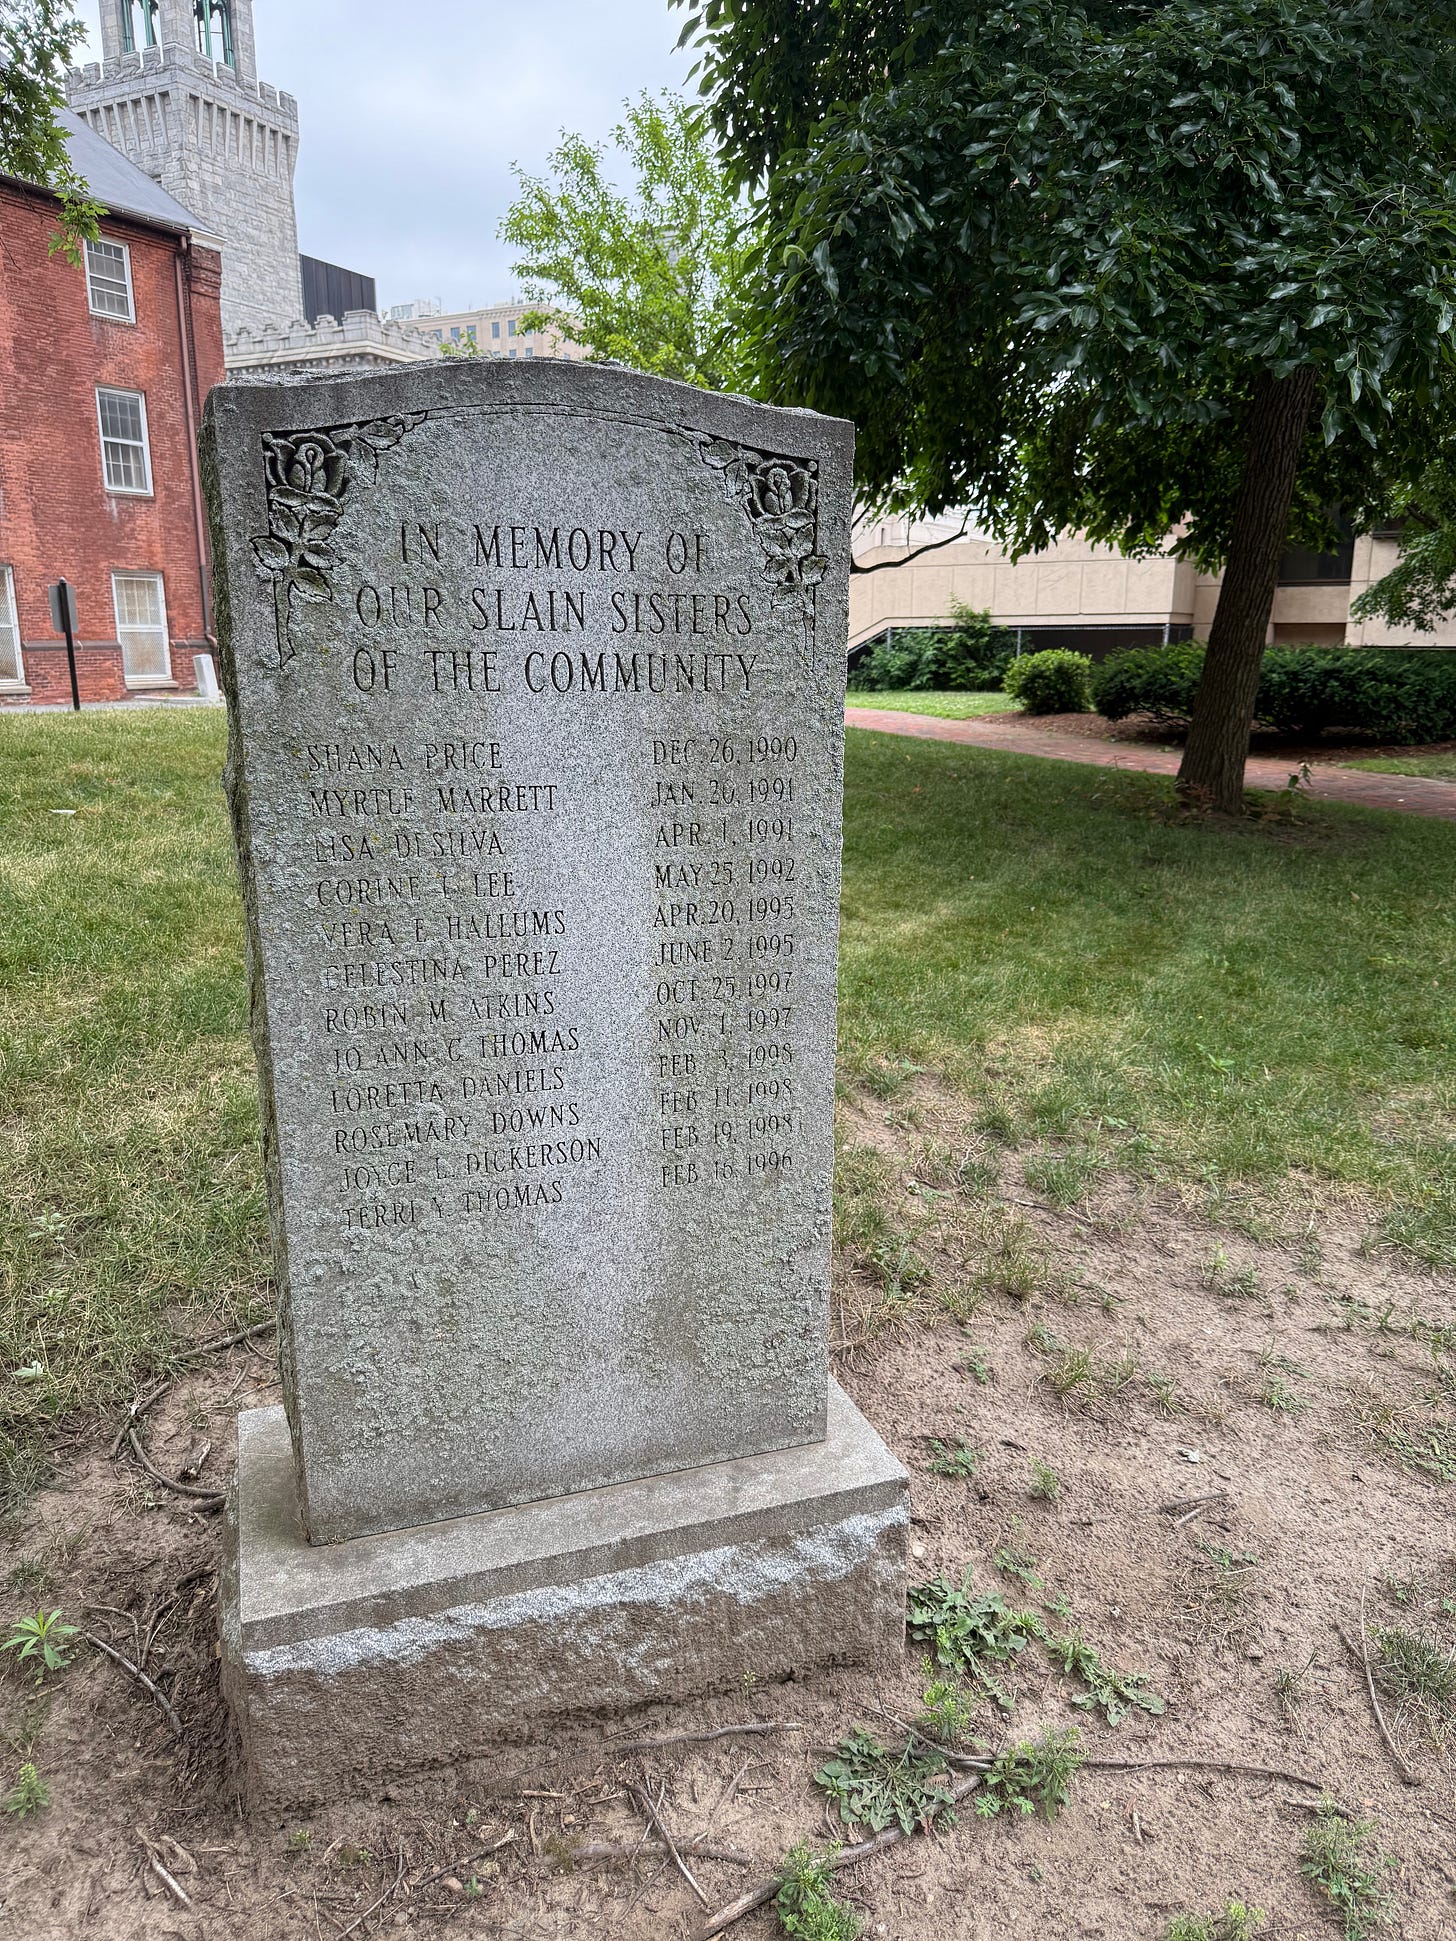 IN MEMORY OF
OUR SLAIN SISTERS
OF THE COMMUNITY
SHANA PRICE DEC. 26, 1990
MYRTLE MARRETT JAN. 20, 1991
LISA DESILVA APR. 1, 1991
CORINE LEE MAY 25, 1992
VERA E. HALLUMS APR. 20, 1995
CELESTINA PEREZ JUNE 2, 1995
ROBIN M. ATKINS OCT. 25, 1997
JO ANN C. THOMAS NOV. 1, 1997
LORETTA DANIELS FEB. 3, 1998
ROSEMARY DOWNS FEB. 11, 1998
JOYCE L. DICKERSON FEB. 19, 1998
TERRI Y. THOMAS FEB. 16, 1996